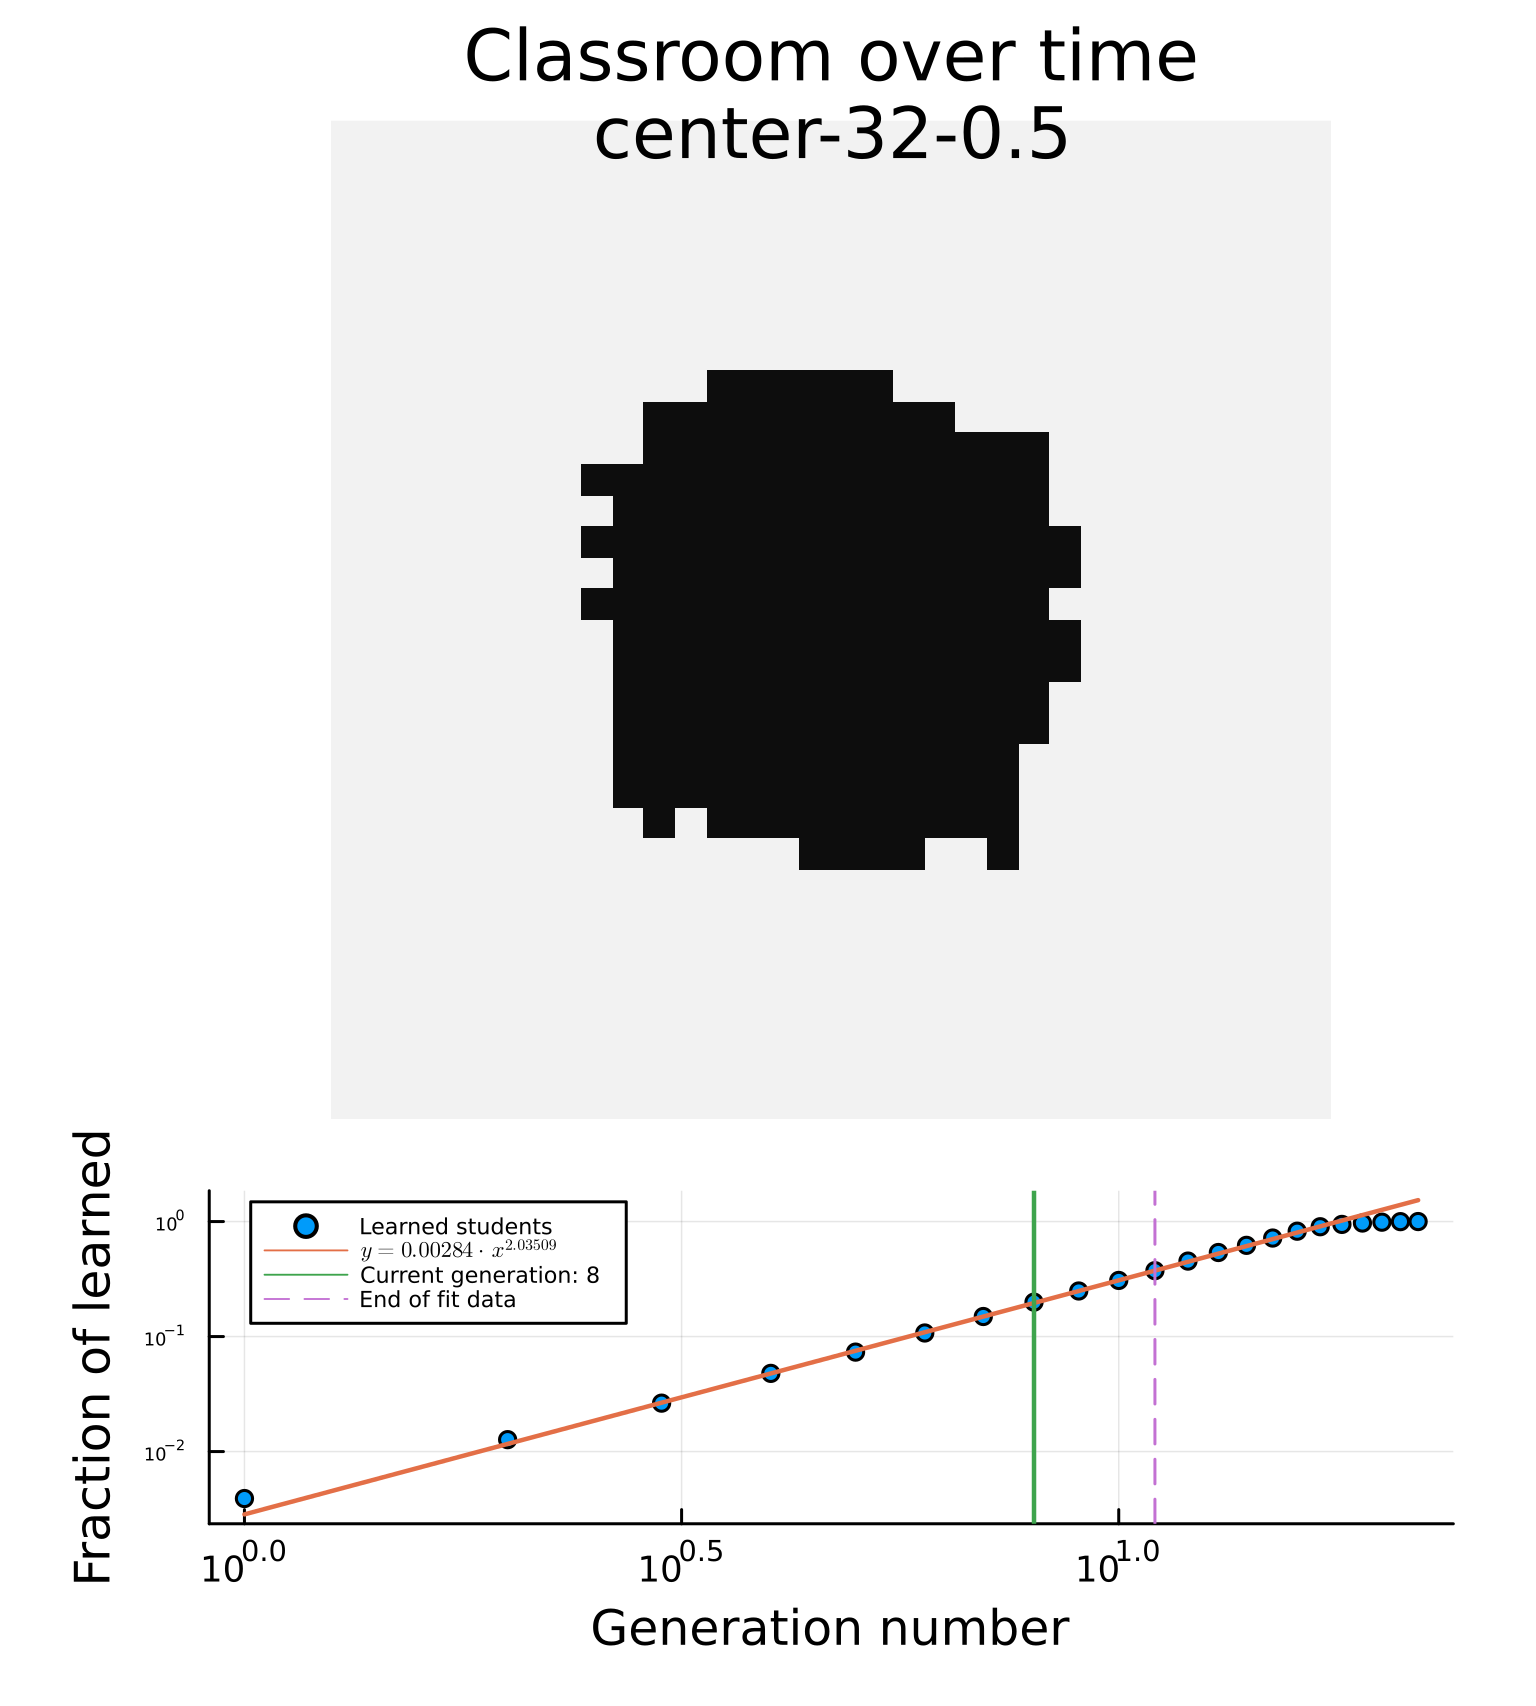 Classroom over time
center-32-0.5
Fraction of learned
10^0
10^−1
10^−2
Learned students
y = 0.00284 · x^2.03509
Current generation: 8
End of fit data
10^0.0
10^0.5
10^1.0
Generation number